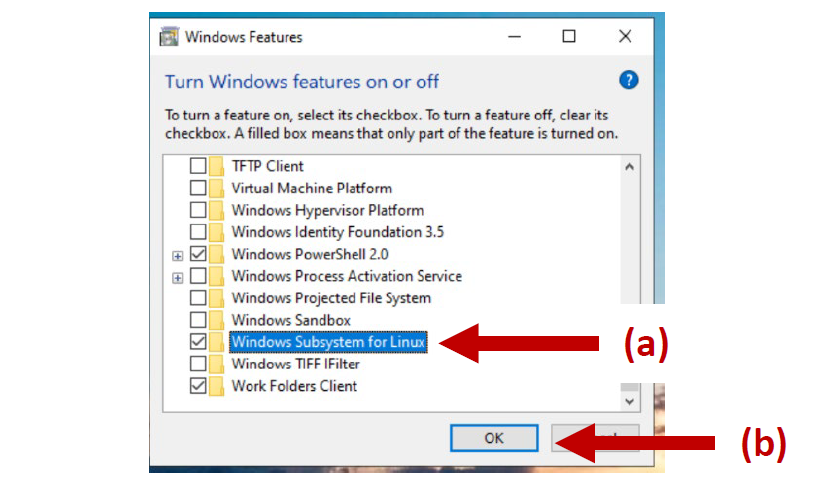 Windows Features
Turn Windows features on or off
To turn a feature on, select its checkbox. To turn a feature off, clear its
checkbox. A filled box means that only part of the feature is turned on.
TFTP Client
Virtual Machine Platform
Windows Hypervisor Platform
Windows Identity Foundation 3.5
Windows PowerShell 2.0
Windows Process Activation Service
Windows Projected File System
Windows Sandbox
Windows Subsystem for Linux
(a)
Windows TIFF IFilter
Work Folders Client
OK
(b)